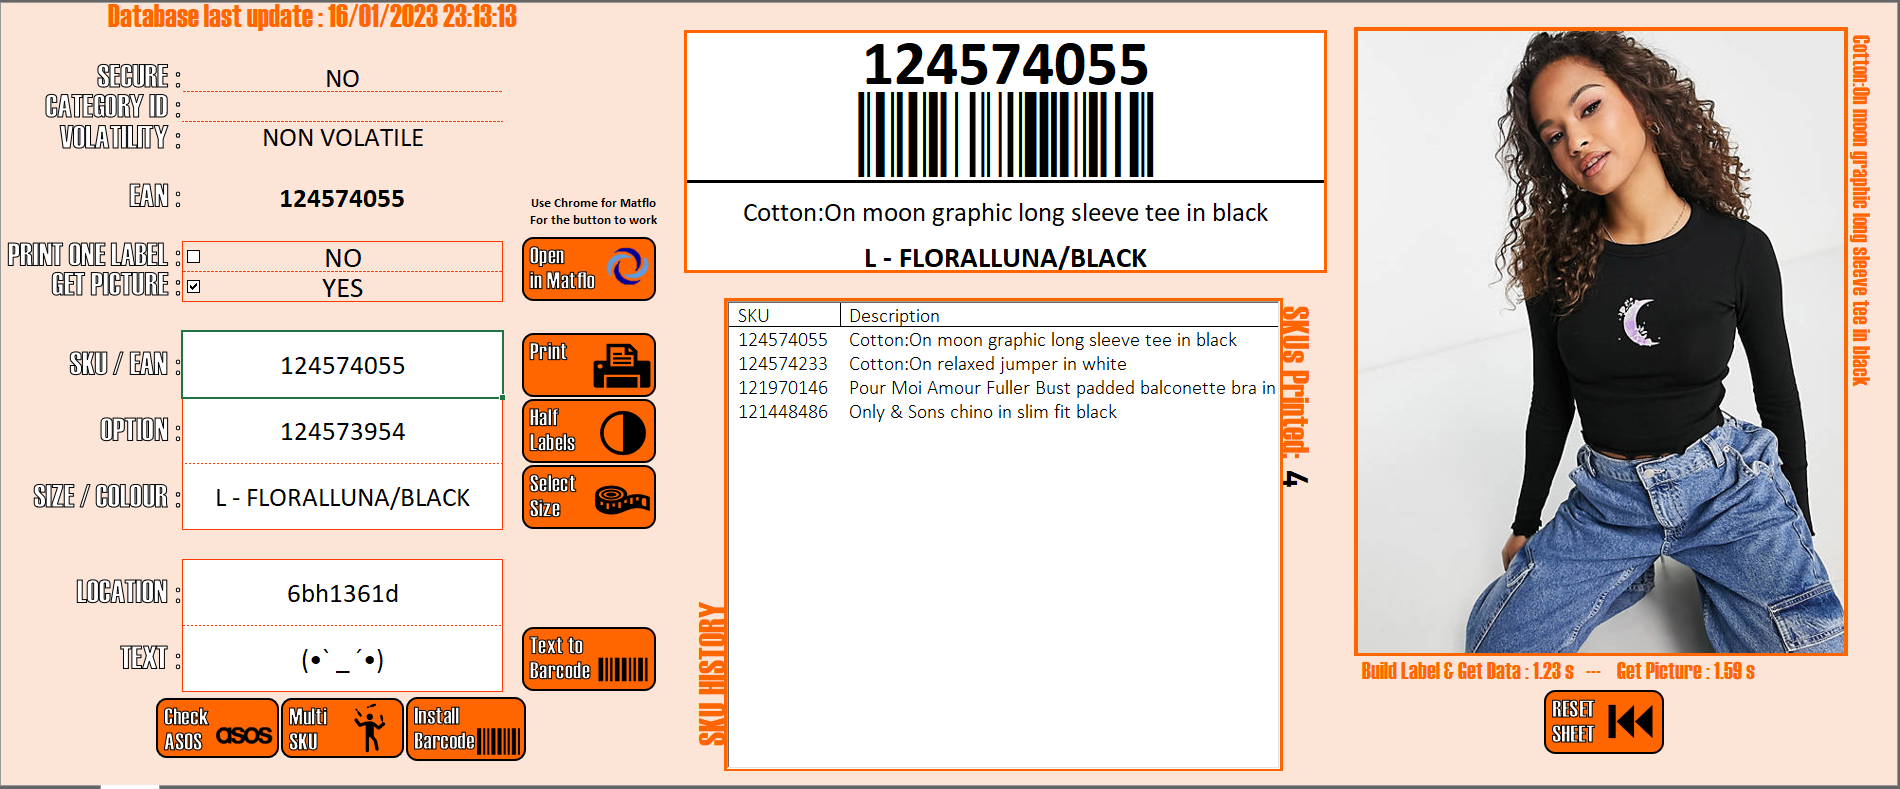 Database last update : 16/01/2023 23:13:13
SECURE : NO
CATEGORY ID :
VOLATILITY : NON VOLATILE
EAN : 124574055
Use Chrome for Matflo
For the button to work
PRINT ONE LABEL : NO
GET PICTURE : YES
Open
in Matflo
SKU / EAN : 124574055
Print
OPTION : 124573954
Half
Labels
SIZE / COLOUR : L - FLORALLUNA/BLACK
Select
Size
LOCATION : 6bh1361d
TEXT : (•` _ ´•)
Text to
Barcode
Check
ASOS
asos
Multi
SKU
Install
Barcode
124574055
Cotton:On moon graphic long sleeve tee in black
L - FLORALLUNA/BLACK
SKU HISTORY
SKU Description
124574055 Cotton:On moon graphic long sleeve tee in black
124574233 Cotton:On relaxed jumper in white
121970146 Pour Moi Amour Fuller Bust padded balconette bra in
121448486 Only & Sons chino in slim fit black
SKUs Printed: 4
Cotton:On moon graphic long sleeve tee in black
Build Label & Get Data : 1.23 s --- Get Picture : 1.59 s
RESET
SHEET